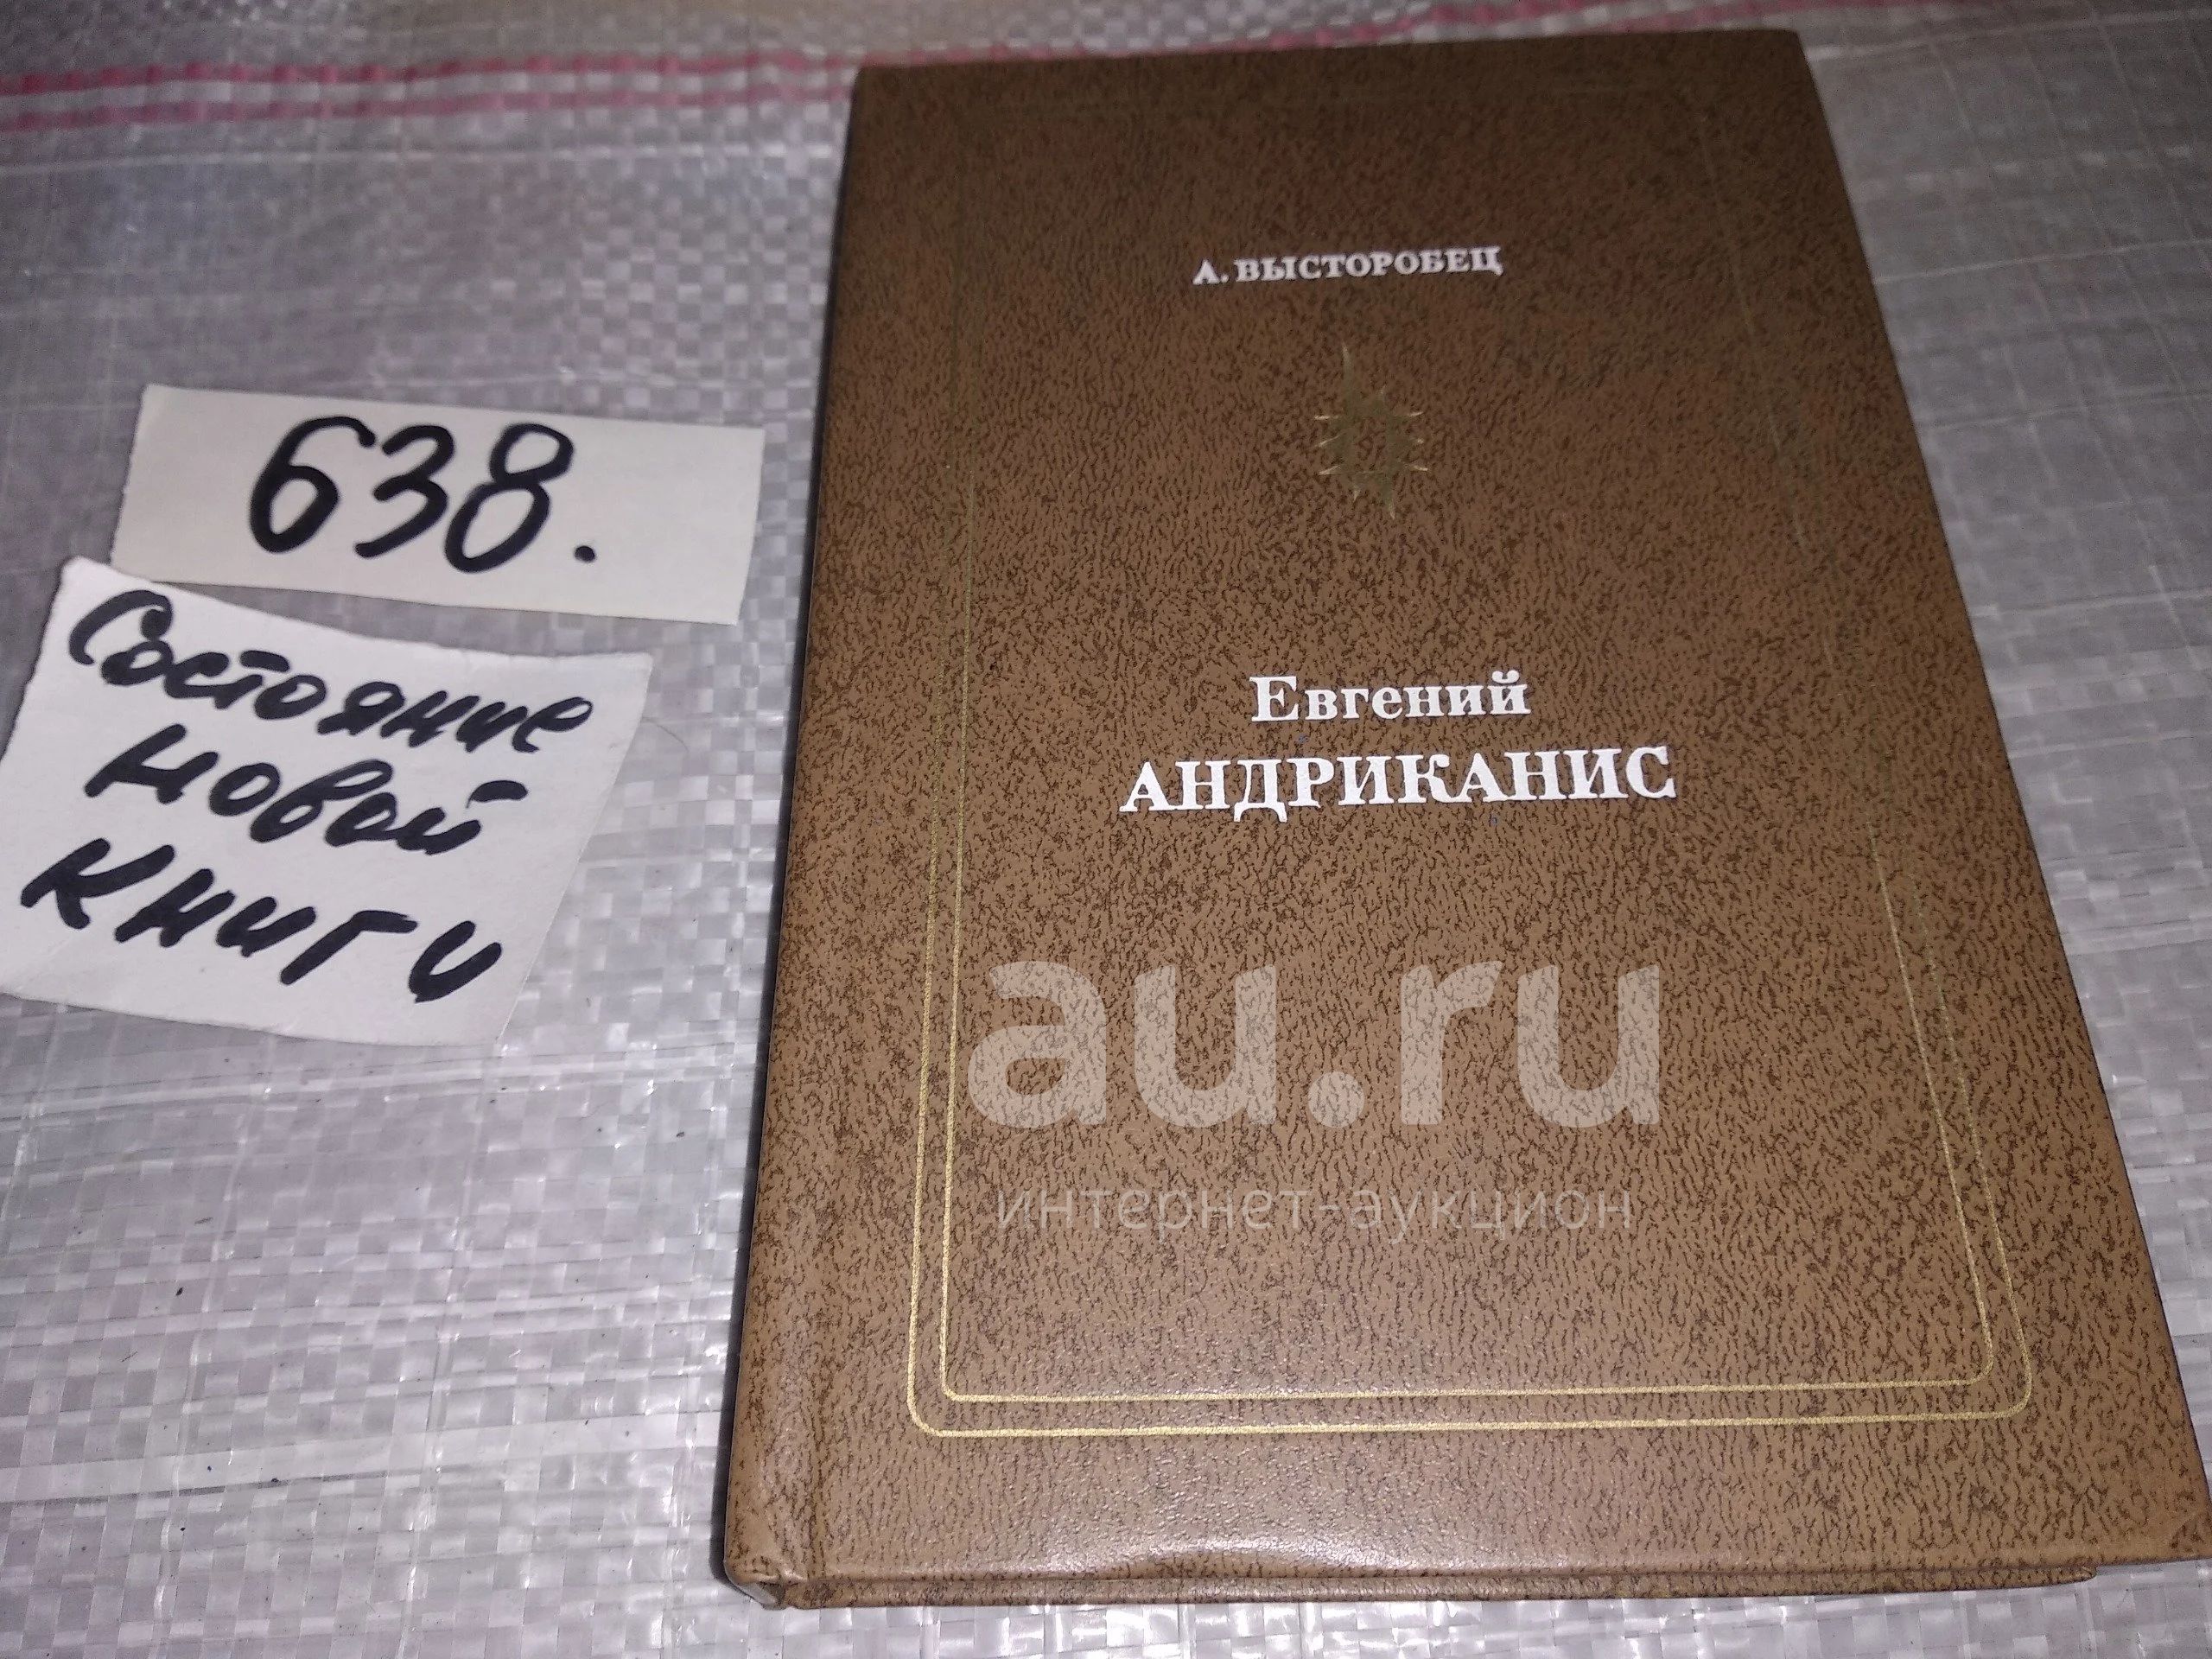 638.
Состояние
новой
книги
А. ВЫСТОРОБЕЦ
Евгений
АНДРИКАНИС
au.ru
интернет-аукцион